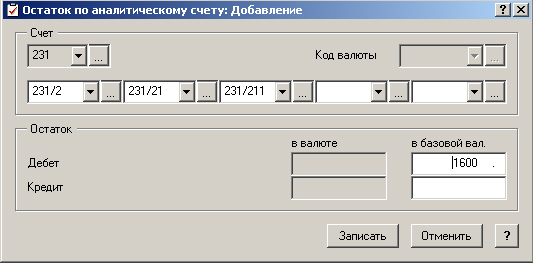 Остаток по аналитическому счету: Добавление
Счет
231 ... Код валюты ...
231/2 ... 231/21 ... 231/211 ... ... ...
Остаток
в валюте в базовой вал.
Дебет 1600 .
Кредит
Записать Отменить ?